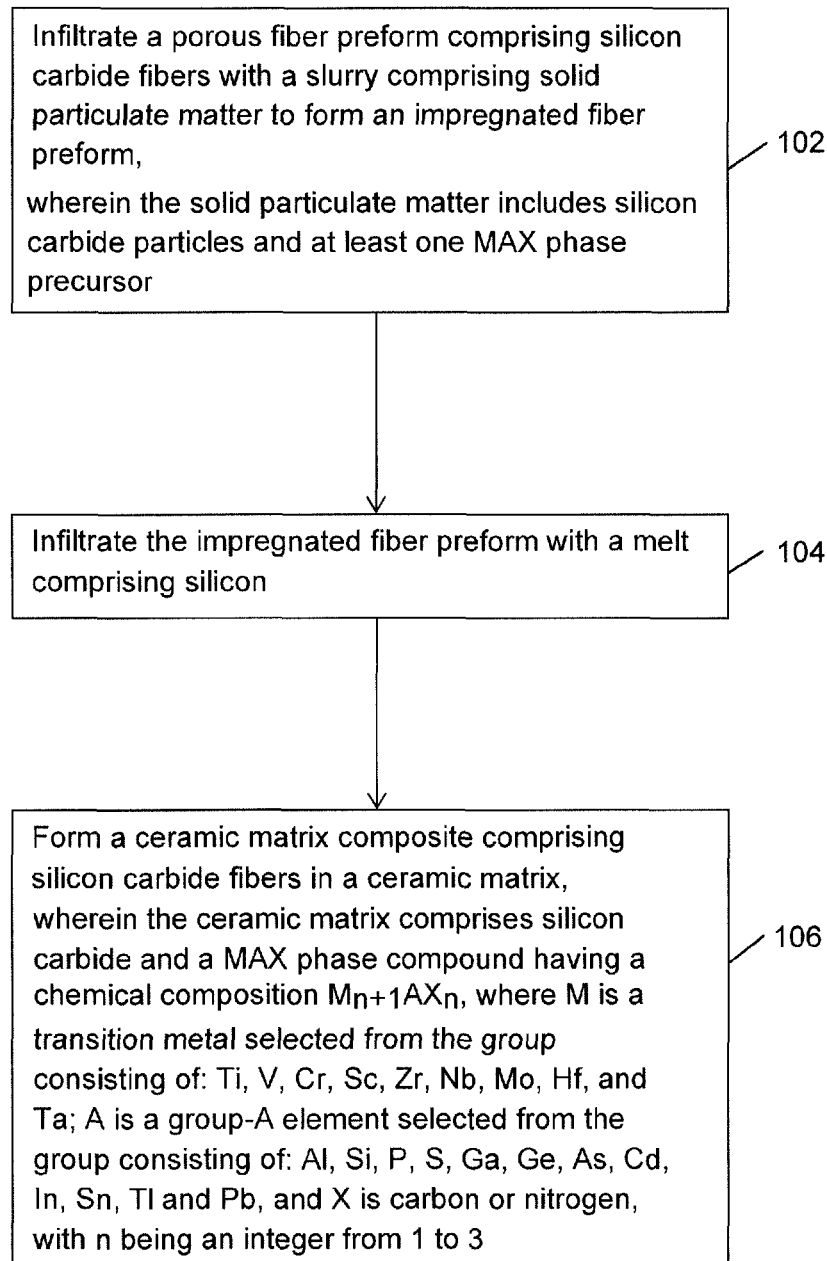 Infiltrate a porous fiber preform comprising silicon
carbide fibers with a slurry comprising solid
particulate matter to form an impregnated fiber
preform,
wherein the solid particulate matter includes silicon
carbide particles and at least one MAX phase
precursor
102
Infiltrate the impregnated fiber preform with a melt
comprising silicon
104
Form a ceramic matrix composite comprising
silicon carbide fibers in a ceramic matrix,
wherein the ceramic matrix comprises silicon
carbide and a MAX phase compound having a
chemical composition Mn+1AXn, where M is a
transition metal selected from the group
consisting of: Ti, V, Cr, Sc, Zr, Nb, Mo, Hf, and
Ta; A is a group-A element selected from the
group consisting of: Al, Si, P, S, Ga, Ge, As, Cd,
In, Sn, Tl and Pb, and X is carbon or nitrogen,
with n being an integer from 1 to 3
106